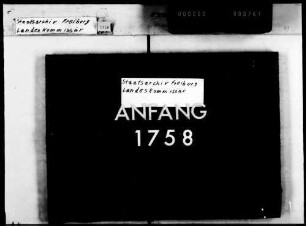 Staatsarchiv Freiburg
Landeskommissär
Staatsarchiv Freiburg
Landeskommissär
ANFANG
1758